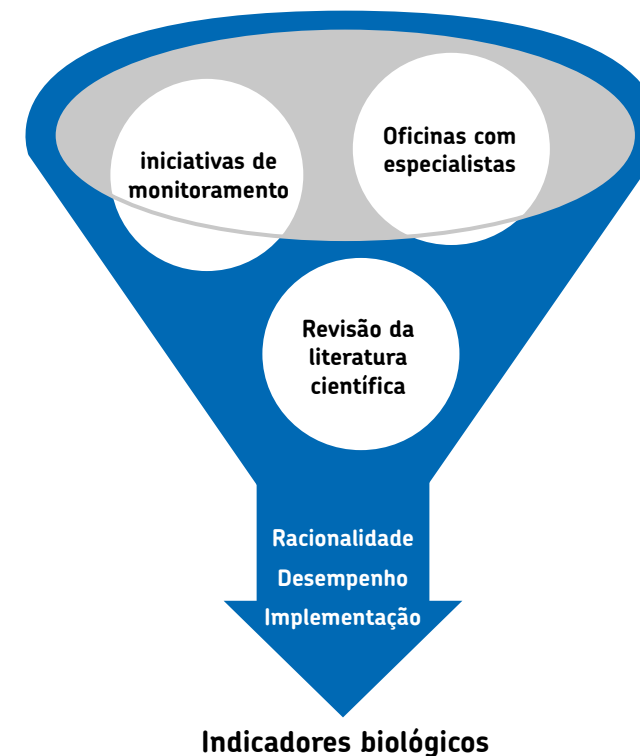 iniciativas de
monitoramento
Oficinas com
especialistas
Revisão da
literatura
científica
Racionalidade
Desempenho
Implementação
Indicadores biológicos